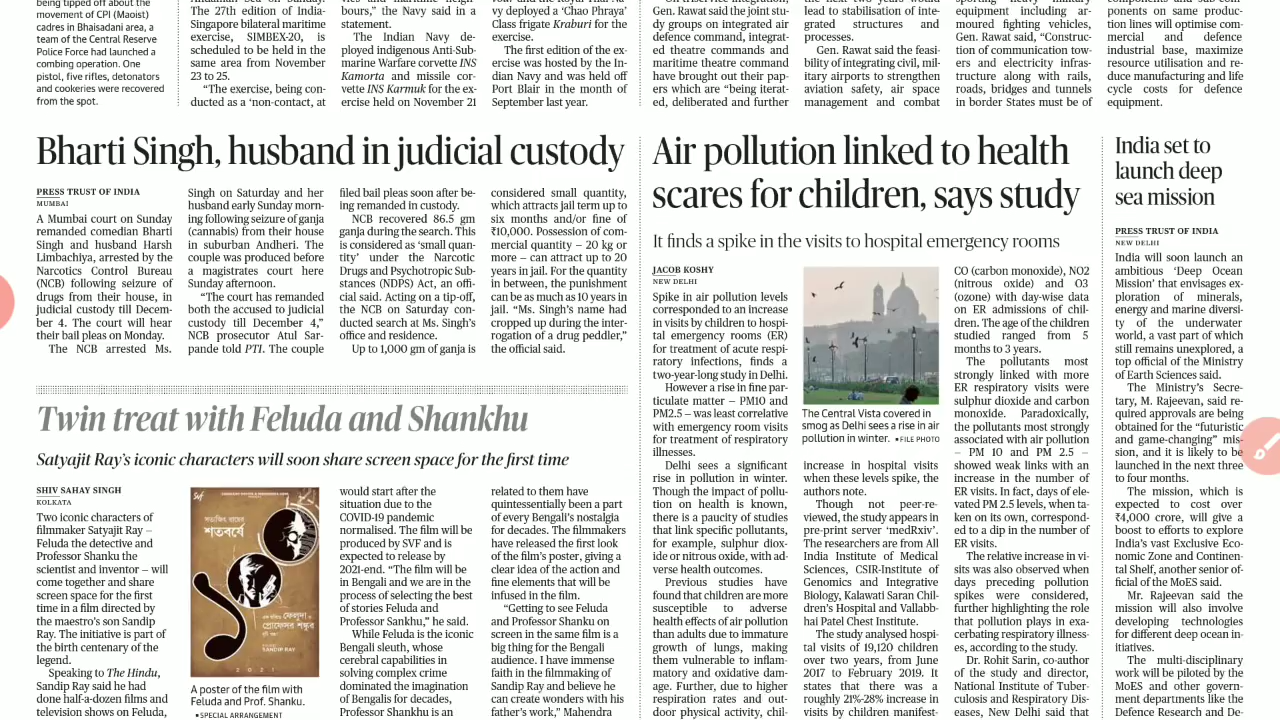 being tipped off about the
movement of CPI (Maoist)
cadres in Bhaisadani area, a
team of the Central Reserve
Police Force had launched a
combing operation. One
pistol, five rifles, detonators
and cookeries were recovered
from the spot.
The 27th edition of India-
Singapore bilateral maritime
exercise, SIMBEX-20, is
scheduled to be held in the
same area from November
23 to 25.
“The exercise, being con-
ducted as a ‘non-contact, at
bours,” the Navy said in a
statement.
The Indian Navy de-
ployed indigenous Anti-Sub-
marine Warfare corvette INS
Kamorta and missile cor-
vette INS Karmuk for the ex-
ercise held on November 21
vy deployed a ‘Chao Phraya’
Class frigate Kraburi for the
exercise.
The first edition of the ex-
ercise was hosted by the In-
dian Navy and was held off
Port Blair in the month of
September last year.
Gen. Rawat said the joint stu-
dy groups on integrated air
defence command, integrat-
ed theatre commands and
maritime theatre command
have brought out their pap-
ers which are “being iterat-
ed, deliberated and further
lead to stabilisation of inte-
grated structures and
processes.
Gen. Rawat said the feasi-
bility of integrating civil, mil-
itary airports to strengthen
aviation safety, air space
management and combat
equipment including ar-
moured fighting vehicles,
Gen. Rawat said, “Construc-
tion of communication tow-
ers and electricity infras-
tructure along with rails,
roads, bridges and tunnels
in border States must be of
ponents on same produc-
tion lines will optimise com-
mercial and defence
industrial base, maximize
resource utilisation and re-
duce manufacturing and life
cycle costs for defence
equipment.
Bharti Singh, husband in judicial custody
PRESS TRUST OF INDIA
MUMBAI
A Mumbai court on Sunday
remanded comedian Bharti
Singh and husband Harsh
Limbachiya, arrested by the
Narcotics Control Bureau
(NCB) following seizure of
drugs from their house, in
judicial custody till Decem-
ber 4. The court will hear
their bail pleas on Monday.
The NCB arrested Ms.
Singh on Saturday and her
husband early Sunday morn-
ing following seizure of ganja
(cannabis) from their house
in suburban Andheri. The
couple was produced before
a magistrates court here
Sunday afternoon.
“The court has remanded
both the accused to judicial
custody till December 4,”
NCB prosecutor Atul Sar-
pande told PTI. The couple
filed bail pleas soon after be-
ing remanded in custody.
NCB recovered 86.5 gm
ganja during the search. This
is considered as ‘small quan-
tity’ under the Narcotic
Drugs and Psychotropic Sub-
stances (NDPS) Act, an offi-
cial said. Acting on a tip-off,
the NCB on Saturday con-
ducted search at Ms. Singh’s
office and residence.
Up to 1,000 gm of ganja is
considered small quantity,
which attracts jail term up to
six months and/or fine of
₹10,000. Possession of com-
mercial quantity – 20 kg or
more – can attract up to 20
years in jail. For the quantity
in between, the punishment
can be as much as 10 years in
jail. “Ms. Singh’s name had
cropped up during the inter-
rogation of a drug peddler,”
the official said.
Twin treat with Feluda and Shankhu
Satyajit Ray’s iconic characters will soon share screen space for the first time
SHIV SAHAY SINGH
KOLKATA
Two iconic characters of
filmmaker Satyajit Ray –
Feluda the detective and
Professor Shanku the
scientist and inventor – will
come together and share
screen space for the first
time in a film directed by
the maestro’s son Sandip
Ray. The initiative is part of
the birth centenary of the
legend.
Speaking to The Hindu,
Sandip Ray said he had
done half-a-dozen films and
television shows on Feluda,
svf
সত্যজিৎ রায়ের
শতবর্ষে
ফেলুদা
প্রোফেসর শঙ্কুর
SANDIP RAY
2021
A poster of the film with
Feluda and Prof. Shanku.
▪ SPECIAL ARRANGEMENT
would start after the
situation due to the
COVID-19 pandemic
normalised. The film will be
produced by SVF and is
expected to release by
2021-end. “The film will be
in Bengali and we are in the
process of selecting the best
of stories Feluda and
Professor Sankhu,” he said.
While Feluda is the iconic
Bengali sleuth, whose
cerebral capabilities in
solving complex crime
dominated the imagination
of Bengalis for decades,
Professor Shankhu is an
related to them have
quintessentially been a part
of every Bengali’s nostalgia
for decades. The filmmakers
have released the first look
of the film’s poster, giving a
clear idea of the action and
fine elements that will be
infused in the film.
“Getting to see Feluda
and Professor Shanku on
screen in the same film is a
big thing for the Bengali
audience. I have immense
faith in the filmmaking of
Sandip Ray and believe he
can create wonders with his
father’s work,” Mahendra
Air pollution linked to health
scares for children, says study
It finds a spike in the visits to hospital emergency rooms
JACOB KOSHY
NEW DELHI
Spike in air pollution levels
corresponded to an increase
in visits by children to hospi-
tal emergency rooms (ER)
for treatment of acute respi-
ratory infections, finds a
two-year-long study in Delhi.
However a rise in fine par-
ticulate matter – PM10 and
PM2.5 – was least correlative
with emergency room visits
for treatment of respiratory
illnesses.
Delhi sees a significant
rise in pollution in winter.
Though the impact of pollu-
tion on health is known,
there is a paucity of studies
that link specific pollutants,
for example, sulphur diox-
ide or nitrous oxide, with ad-
verse health outcomes.
Previous studies have
found that children are more
susceptible to adverse
health effects of air pollution
than adults due to immature
growth of lungs, making
them vulnerable to inflam-
matory and oxidative dam-
age. Further, due to higher
respiration rates and out-
door physical activity, chil-
The Central Vista covered in
smog as Delhi sees a rise in air
pollution in winter. ▪ FILE PHOTO
increase in hospital visits
when these levels spike, the
authors note.
Though not peer-re-
viewed, the study appears in
pre-print server ‘medRxiv’.
The researchers are from All
India Institute of Medical
Sciences, CSIR-Institute of
Genomics and Integrative
Biology, Kalawati Saran Chil-
dren’s Hospital and Vallabb-
hai Patel Chest Institute.
The study analysed hospi-
tal visits of 19,120 children
over two years, from June
2017 to February 2019. It
states that there was a
roughly 21%-28% increase in
visits by children manifest-
CO (carbon monoxide), NO2
(nitrous oxide) and O3
(ozone) with day-wise data
on ER admissions of chil-
dren. The age of the children
studied ranged from 5
months to 3 years.
The pollutants most
strongly linked with more
ER respiratory visits were
sulphur dioxide and carbon
monoxide. Paradoxically,
the pollutants most strongly
associated with air pollution
– PM 10 and PM 2.5 –
showed weak links with an
increase in the number of
ER visits. In fact, days of ele-
vated PM 2.5 levels, when tak-
en on its own, correspond-
ed to a dip in the number of
ER visits.
The relative increase in vi-
sits was also observed when
days preceding pollution
spikes were considered,
further highlighting the role
that pollution plays in exa-
cerbating respiratory illness-
es, according to the study.
Dr. Rohit Sarin, co-author
of the study and director,
National Institute of Tuber-
culosis and Respiratory Dis-
eases, New Delhi said that
India set to
launch deep
sea mission
PRESS TRUST OF INDIA
NEW DELHI
India will soon launch an
ambitious ‘Deep Ocean
Mission’ that envisages ex-
ploration of minerals,
energy and marine diversi-
ty of the underwater
world, a vast part of which
still remains unexplored, a
top official of the Ministry
of Earth Sciences said.
The Ministry’s Secre-
tary, M. Rajeevan, said re-
quired approvals are being
obtained for the “futuristic
and game-changing” mis-
sion, and it is likely to be
launched in the next three
to four months.
The mission, which is
expected to cost over
₹4,000 crore, will give a
boost to efforts to explore
India’s vast Exclusive Eco-
nomic Zone and Continen-
tal Shelf, another senior of-
ficial of the MoES said.
Mr. Rajeevan said the
mission will also involve
developing technologies
for different deep ocean in-
itiatives.
The multi-disciplinary
work will be piloted by the
MoES and other govern-
ment departments like the
Defence Research and De-